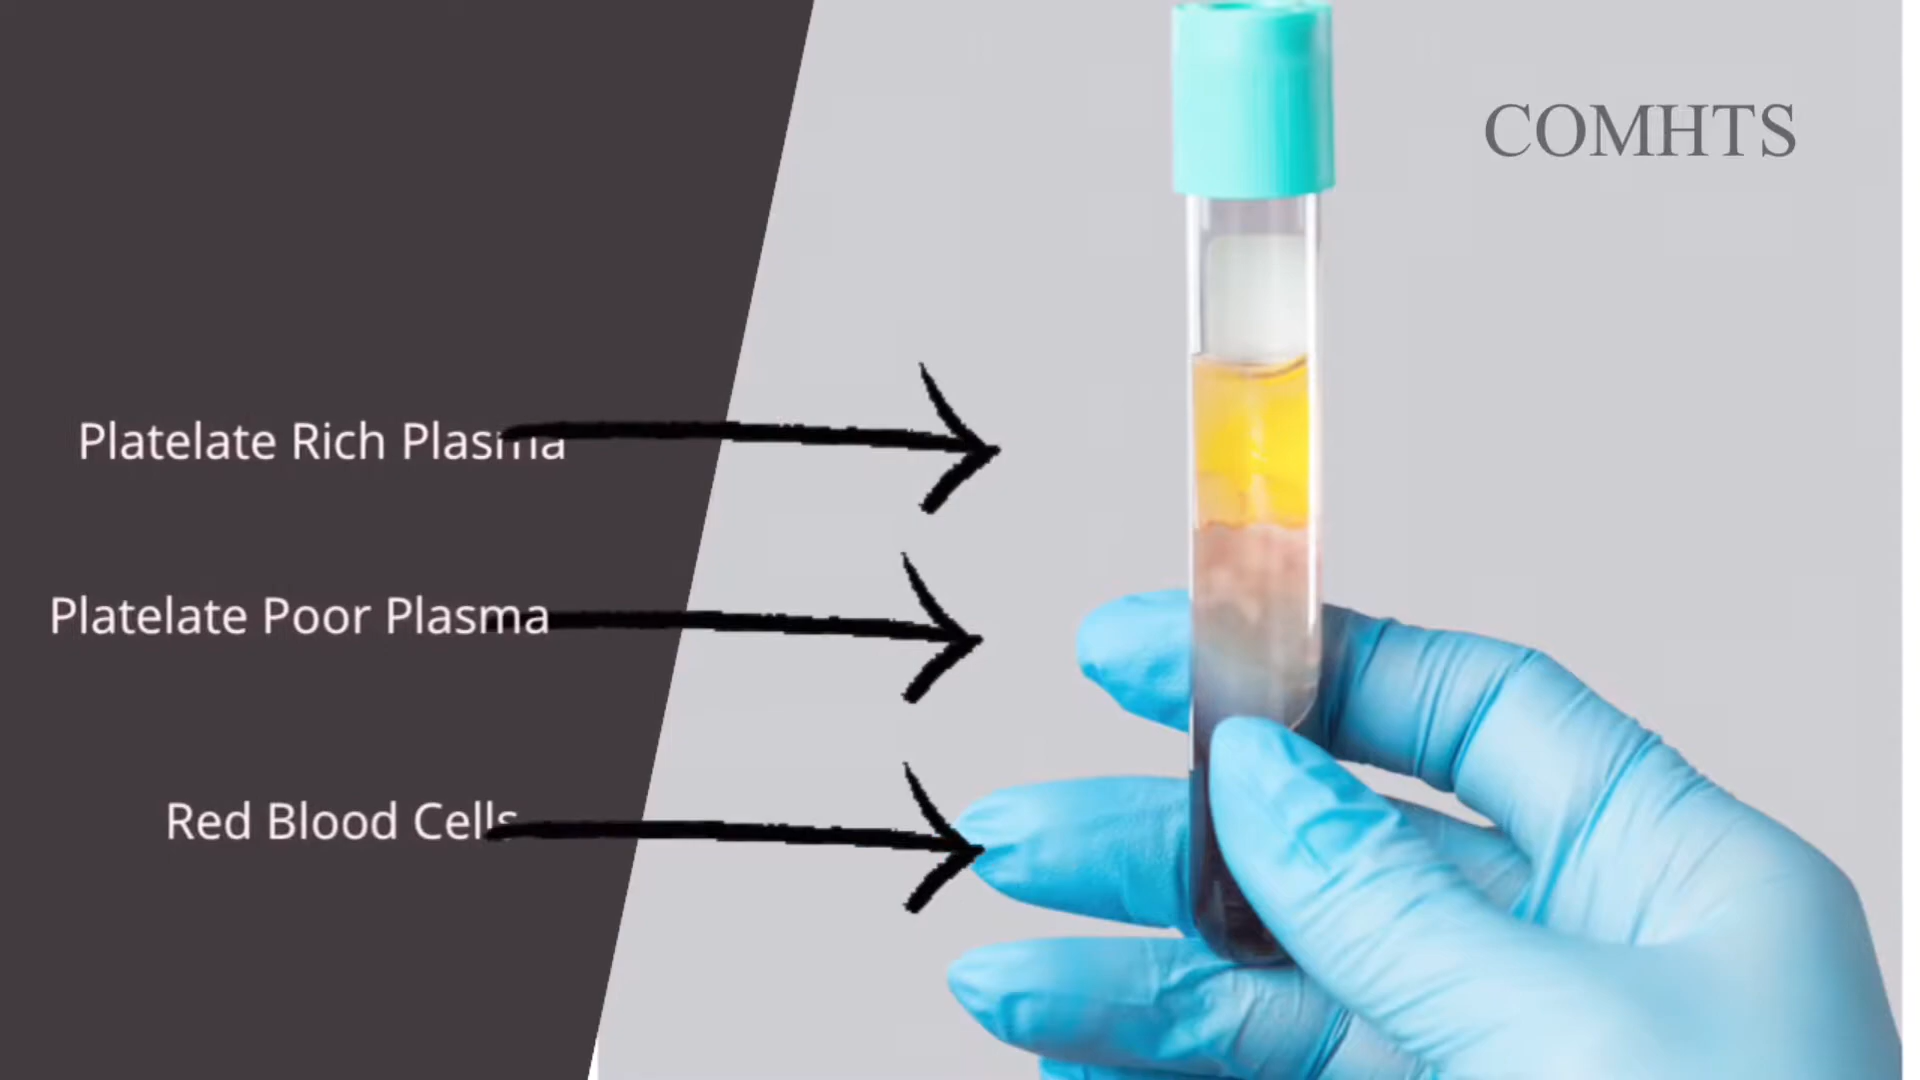 COMHTS
Platelate Rich Plasma
Platelate Poor Plasma
Red Blood Cells